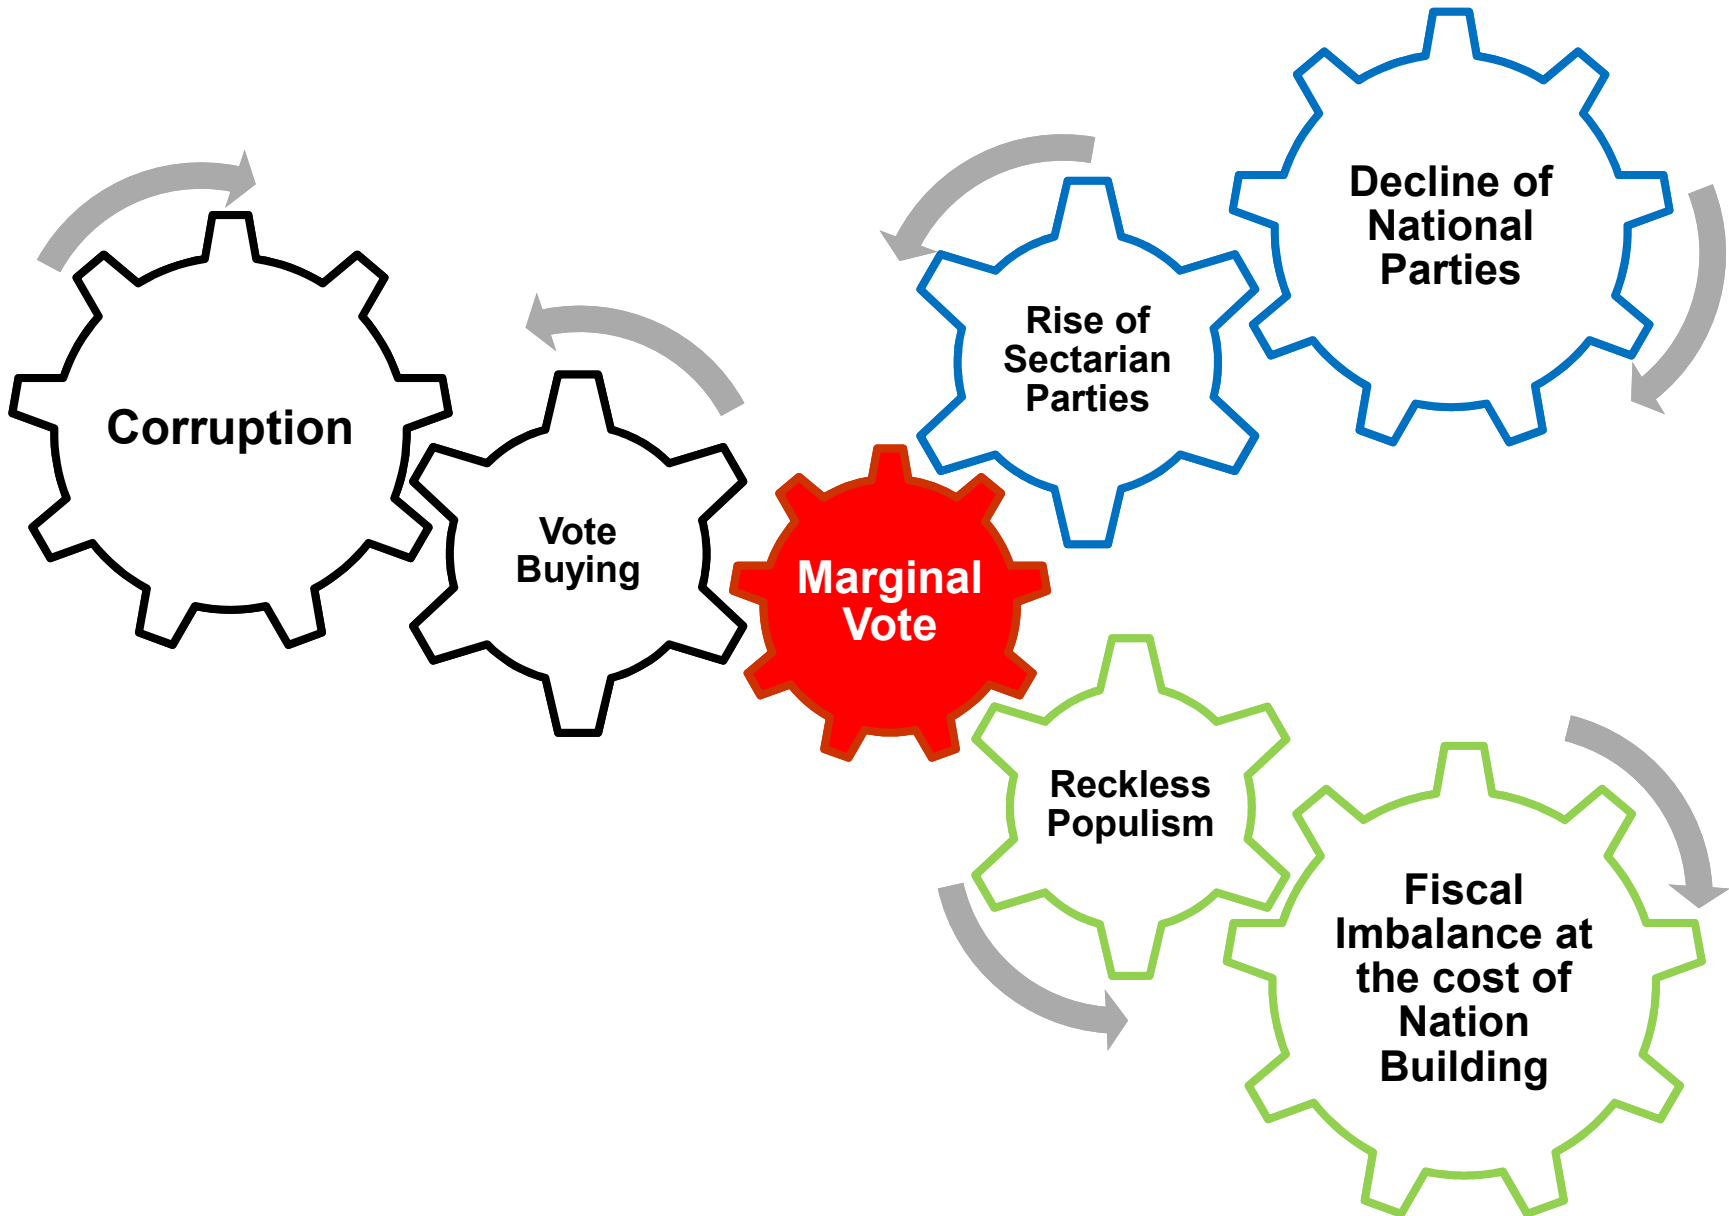 Corruption
Vote
Buying
Marginal
Vote
Rise of
Sectarian
Parties
Decline of
National
Parties
Reckless
Populism
Fiscal
Imbalance at
the cost of
Nation
Building